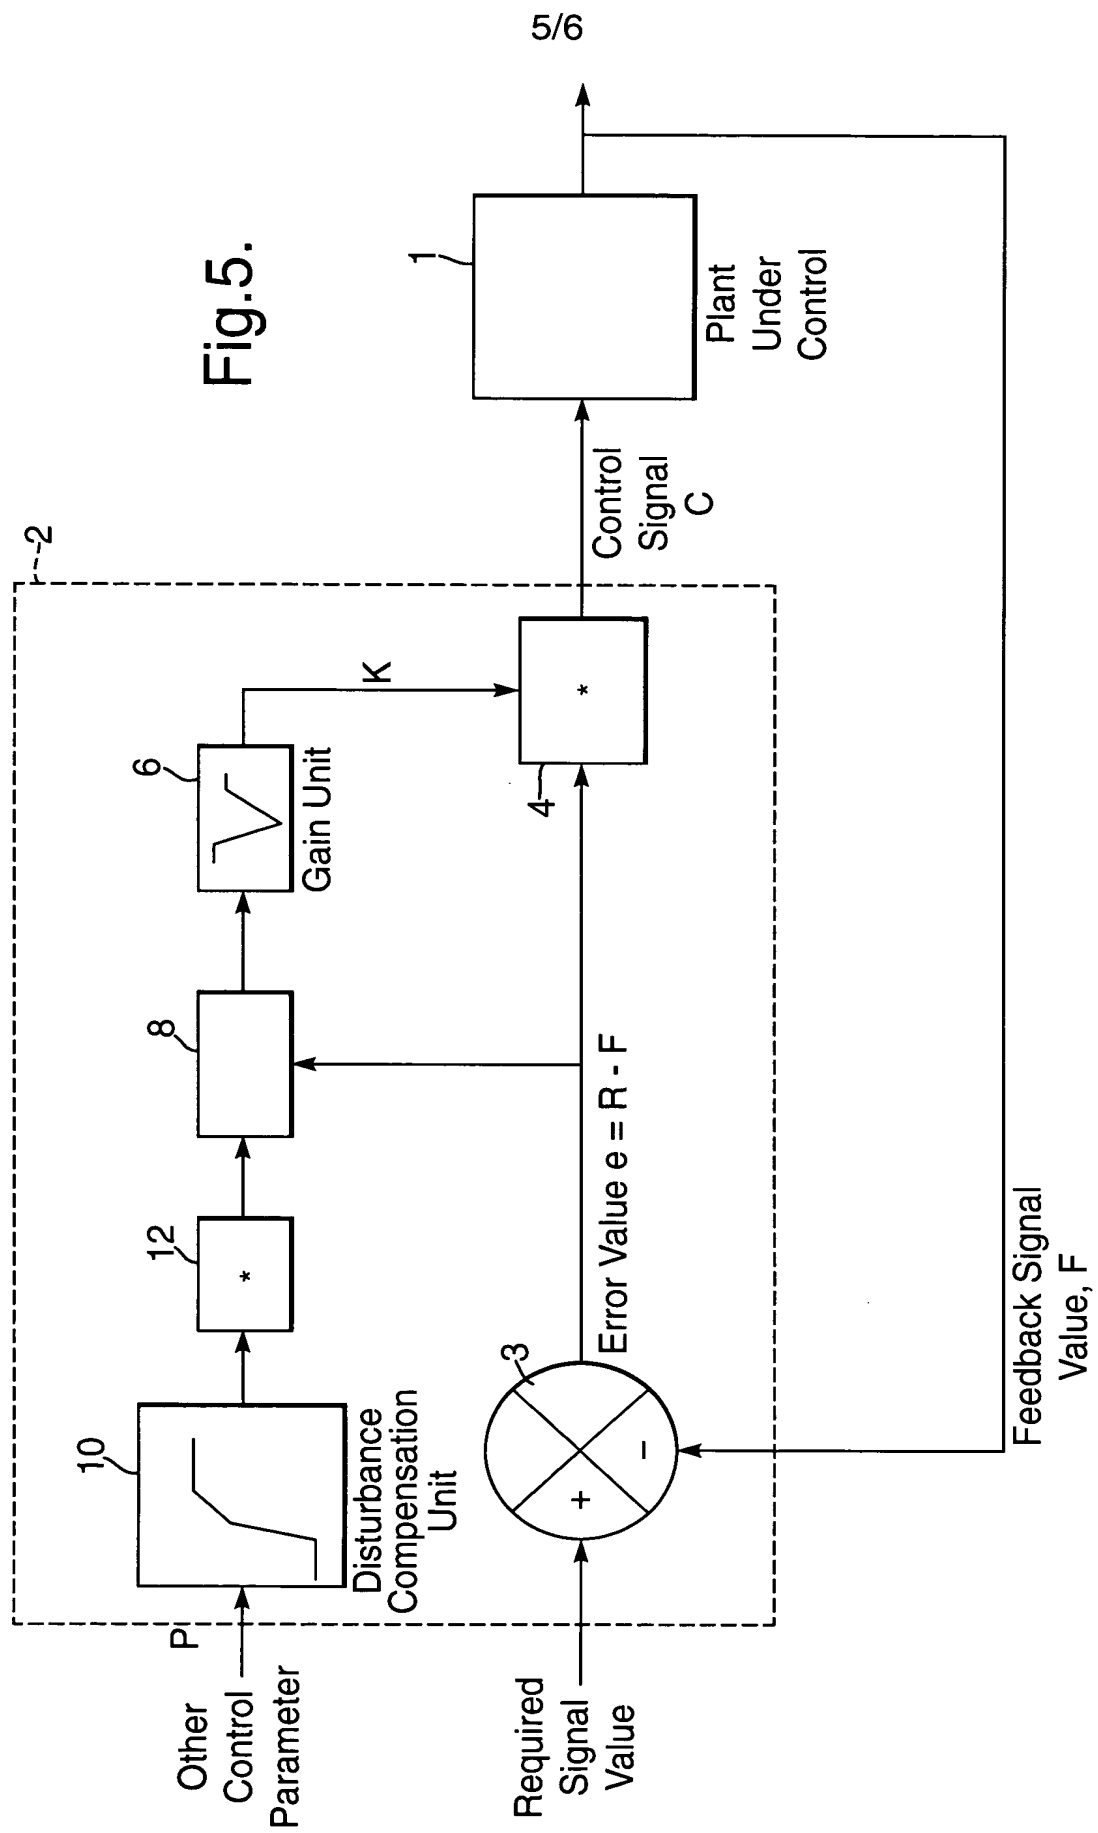 5/6
Fig.5.
2
10
12
8
6
Gain Unit
K
P
Other
Control
Parameter
Disturbance
Compensation
Unit
*
3
+
-
Required
Signal
Value
Error Value e = R - F
4
*
Control
Signal
C
1
Plant
Under
Control
Feedback Signal
Value, F